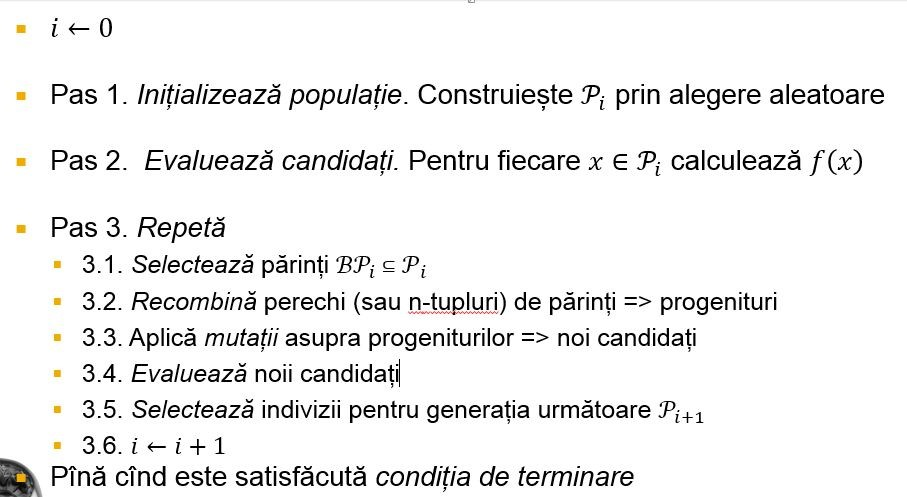 i ← 0
Pas 1. Inițializează populație. Construiește 𝒫ᵢ prin alegere aleatoare
Pas 2. Evaluează candidați. Pentru fiecare x ∈ 𝒫ᵢ calculează f(x)
Pas 3. Repetă
3.1. Selectează părinți ℬ𝒫ᵢ ⊆ 𝒫ᵢ
3.2. Recombină perechi (sau n-tupluri) de părinți => progenituri
3.3. Aplică mutații asupra progeniturilor => noi candidați
3.4. Evaluează noii candidați
3.5. Selectează indivizii pentru generația următoare 𝒫ᵢ₊₁
3.6. i ← i + 1
Pînă cînd este satisfăcută condiția de terminare